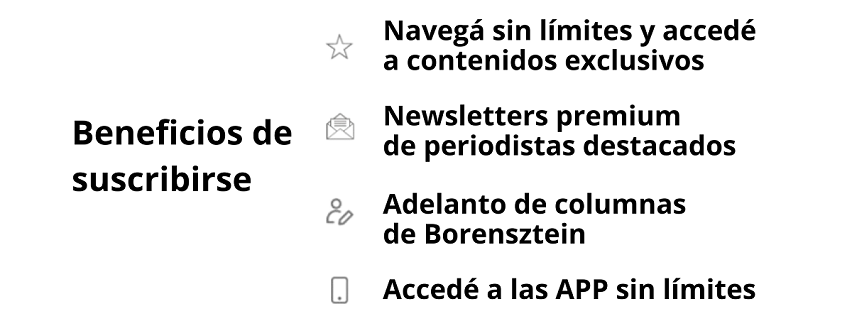 Beneficios de
suscribirse
Navegá sin límites y accedé
a contenidos exclusivos
Newsletters premium
de periodistas destacados
Adelanto de columnas
de Borensztein
Accedé a las APP sin límites